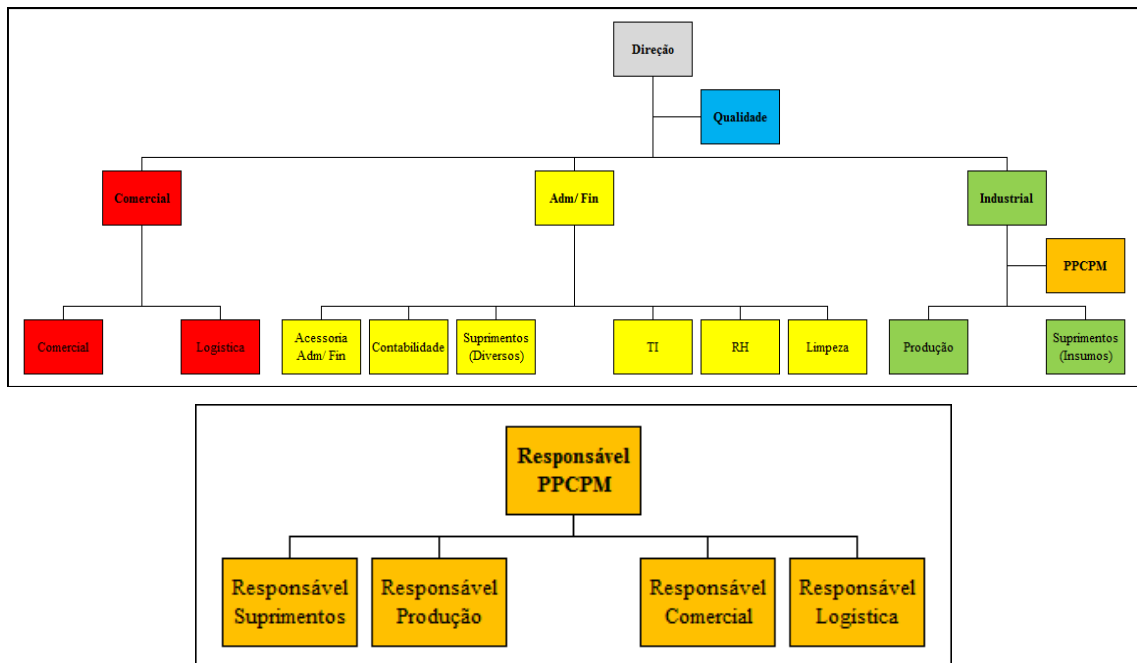 Direção
Qualidade
Comercial
Adm/ Fin
Industrial
PPCPM
Comercial
Logística
Acessoria
Adm/ Fin
Contabilidade
Suprimentos
(Diversos)
TI
RH
Limpeza
Produção
Suprimentos
(Insumos)
Responsável
PPCPM
Responsável
Suprimentos
Responsável
Produção
Responsável
Comercial
Responsável
Logística